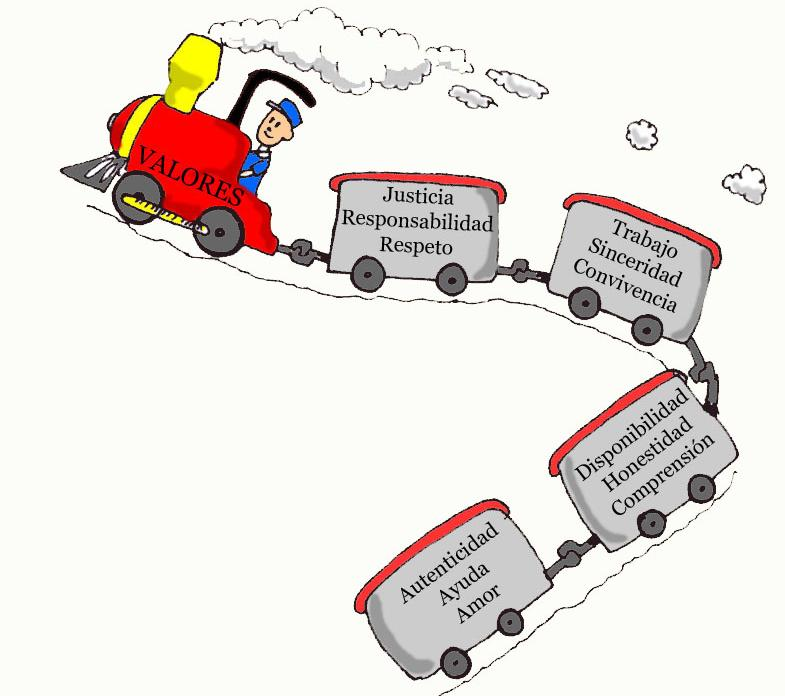 VALORES
Justicia
Responsabilidad
Respeto
Trabajo
Sinceridad
Convivencia
Disponibilidad
Honestidad
Comprensión
Autenticidad
Ayuda
Amor